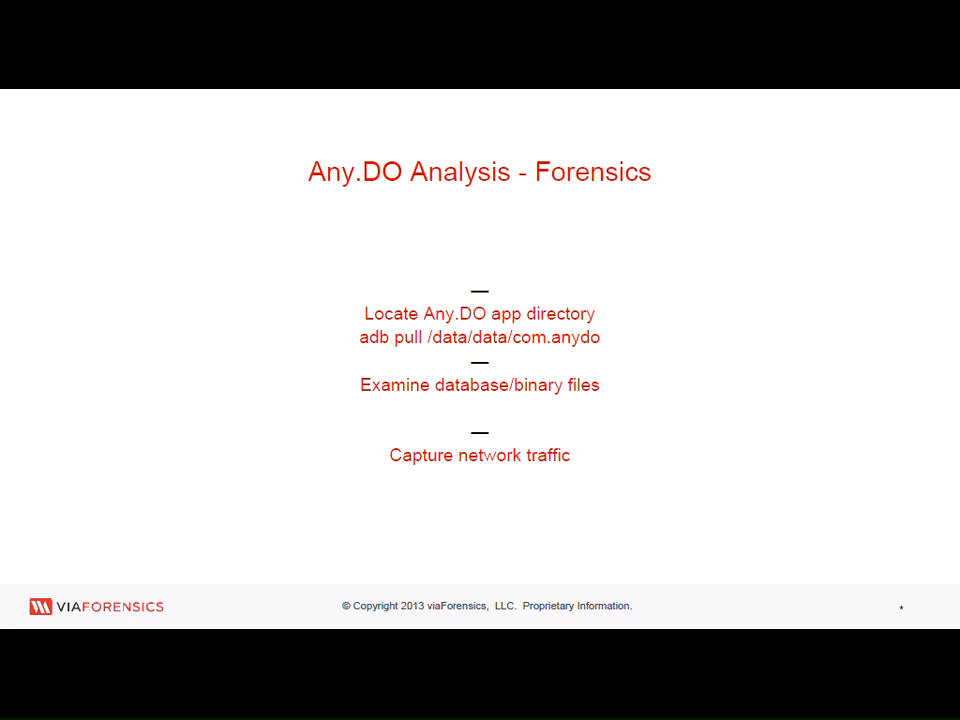 Any.DO Analysis - Forensics
—
Locate Any.DO app directory
adb pull /data/data/com.anydo
—
Examine database/binary files
—
Capture network traffic
VIAFORENSICS
© Copyright 2013 viaForensics, LLC. Proprietary Information.
*